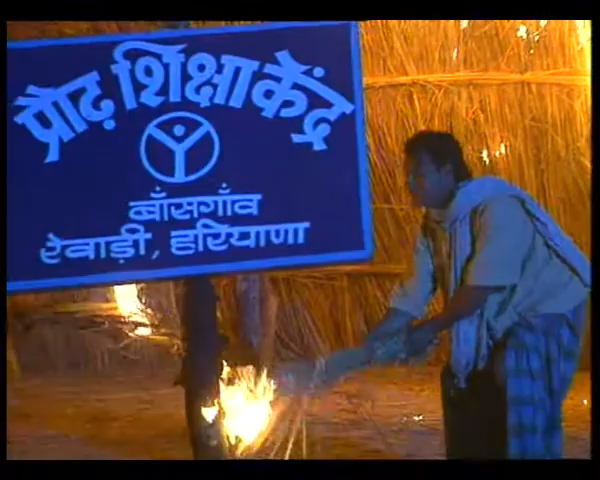 प्रौढ़ शिक्षा केंद्र
बाँसगाँव
रेवाड़ी, हरियाणा